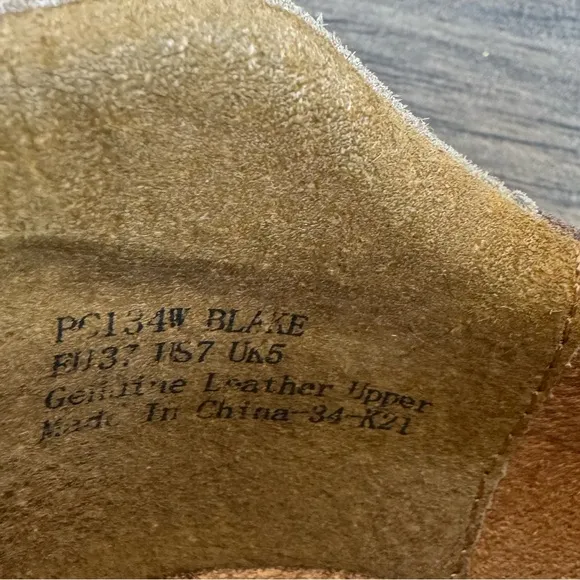 PC134W BLAKE
EU37 US7 UK5
Genuine Leather Upper
Made In China-34-K21